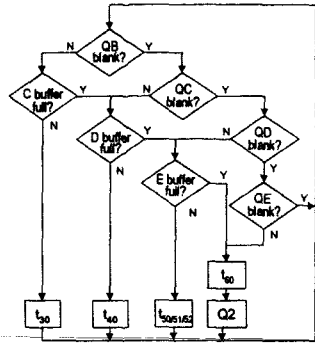 QB
blank?
N
Y
C buffer
full?
Y
N
QC
blank?
Y
N
D buffer
full?
Y
N
QD
blank?
N
Y
E buffer
full?
Y
QE
blank?
Y
N
N
t60
t30
t40
t50/51/52
Q2